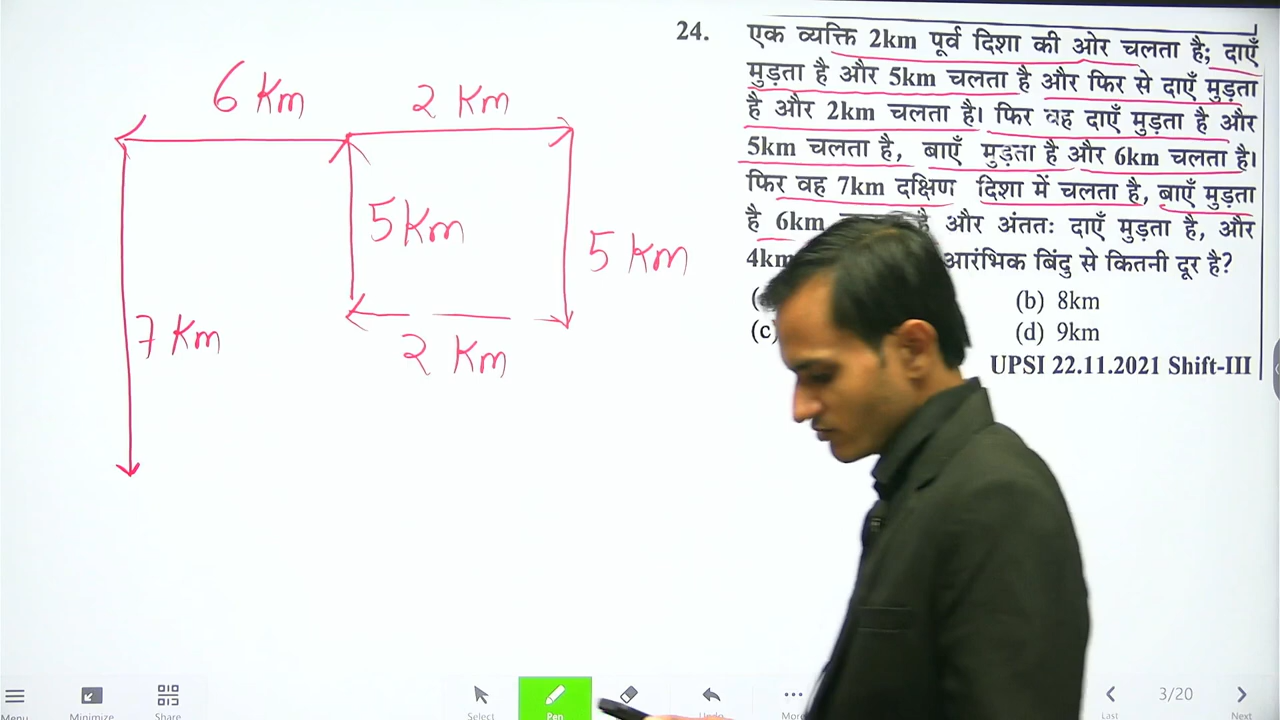 24. एक व्यक्ति 2km पूर्व दिशा की ओर चलता है; दाएँ
मुड़ता है और 5km चलता है और फिर से दाएँ मुड़ता
है और 2km चलता है। फिर वह दाएँ मुड़ता है और
5km चलता है, बाएँ मुड़ता है और 6km चलता है।
फिर वह 7km दक्षिण दिशा में चलता है, बाएँ मुड़ता
है 6km है और अंततः दाएँ मुड़ता है, और
4km आरंभिक बिंदु से कितनी दूर है?
(b) 8km
(c) (d) 9km
UPSI 22.11.2021 Shift-III
6 Km 2 Km
5Km 5 Km
7 Km
2 Km
Menu Minimize Share Select Pen Undo More Last 3/20 Next